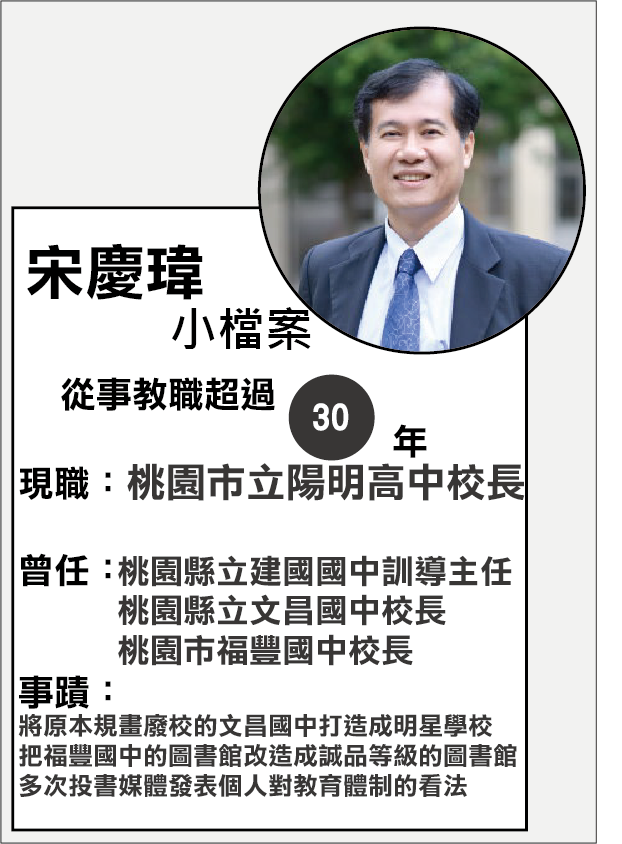 宋慶瑋
小檔案
從事教職超過
30
年
現職：桃園市立陽明高中校長
曾任：桃園縣立建國國中訓導主任
桃園縣立文昌國中校長
桃園市福豐國中校長
事蹟：
將原本規畫廢校的文昌國中打造成明星學校
把福豐國中的圖書館改造成誠品等級的圖書館
多次投書媒體發表個人對教育體制的看法